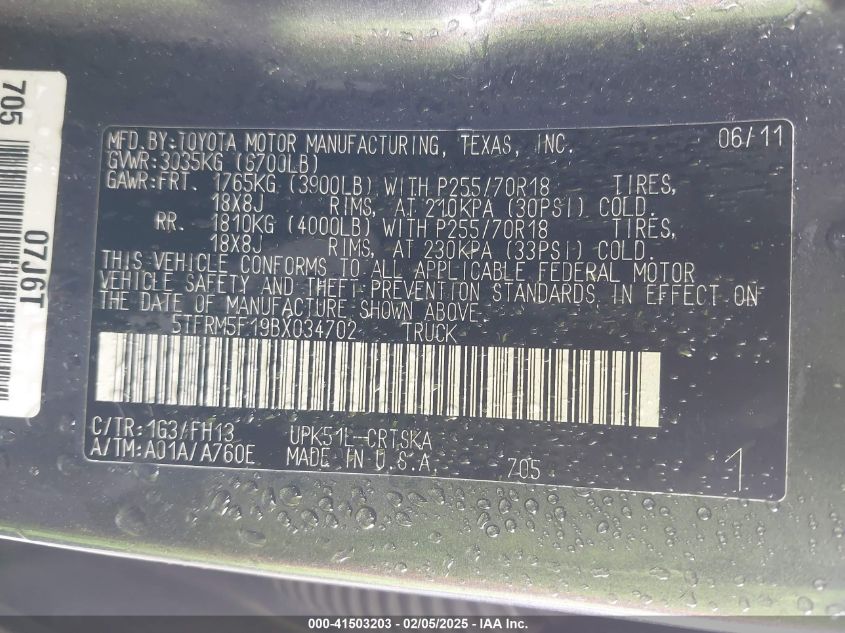 705
07J6T
MFD.BY:TOYOTA MOTOR MANUFACTURING, TEXAS, INC. 06/11
GVWR:3035KG (6700LB)
GAWR:FRT. 1765KG (3900LB) WITH P255/70R18 TIRES,
18X8J RIMS, AT 210KPA (30PSI) COLD.
RR. 1810KG (4000LB) WITH P255/70R18 TIRES,
18X8J RIMS, AT 230KPA (33PSI) COLD.
THIS VEHICLE CONFORMS TO ALL APPLICABLE FEDERAL MOTOR
VEHICLE SAFETY AND THEFT-PREVENTION STANDARDS IN EFFECT ON
THE DATE OF MANUFACTURE SHOWN ABOVE.
5TFRM5F19BX034702 TRUCK
C/TR:1G3/FH13 UPK51L-CRTSKA
A/TM:A01A/A760E MADE IN U.S.A. 705 1
000-41503203 - 02/05/2025 - IAA Inc.